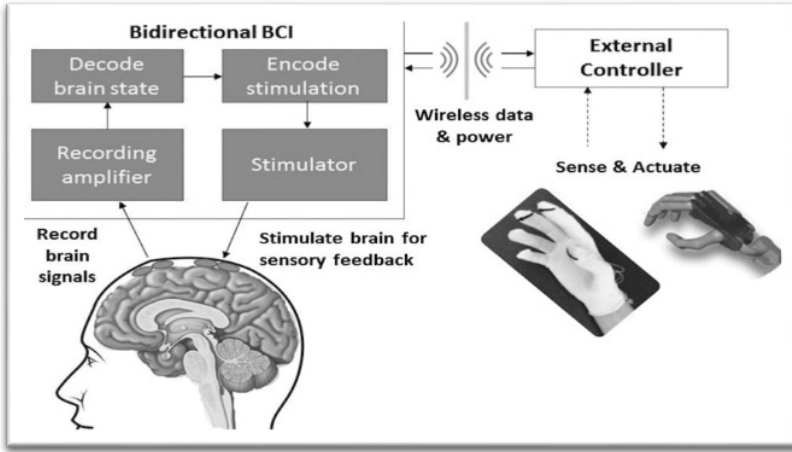 Bidirectional BCI
Decode
brain state
Encode
stimulation
Recording
amplifier
Stimulator
Record
brain
signals
Stimulate brain for
sensory feedback
Wireless data
& power
External
Controller
Sense & Actuate